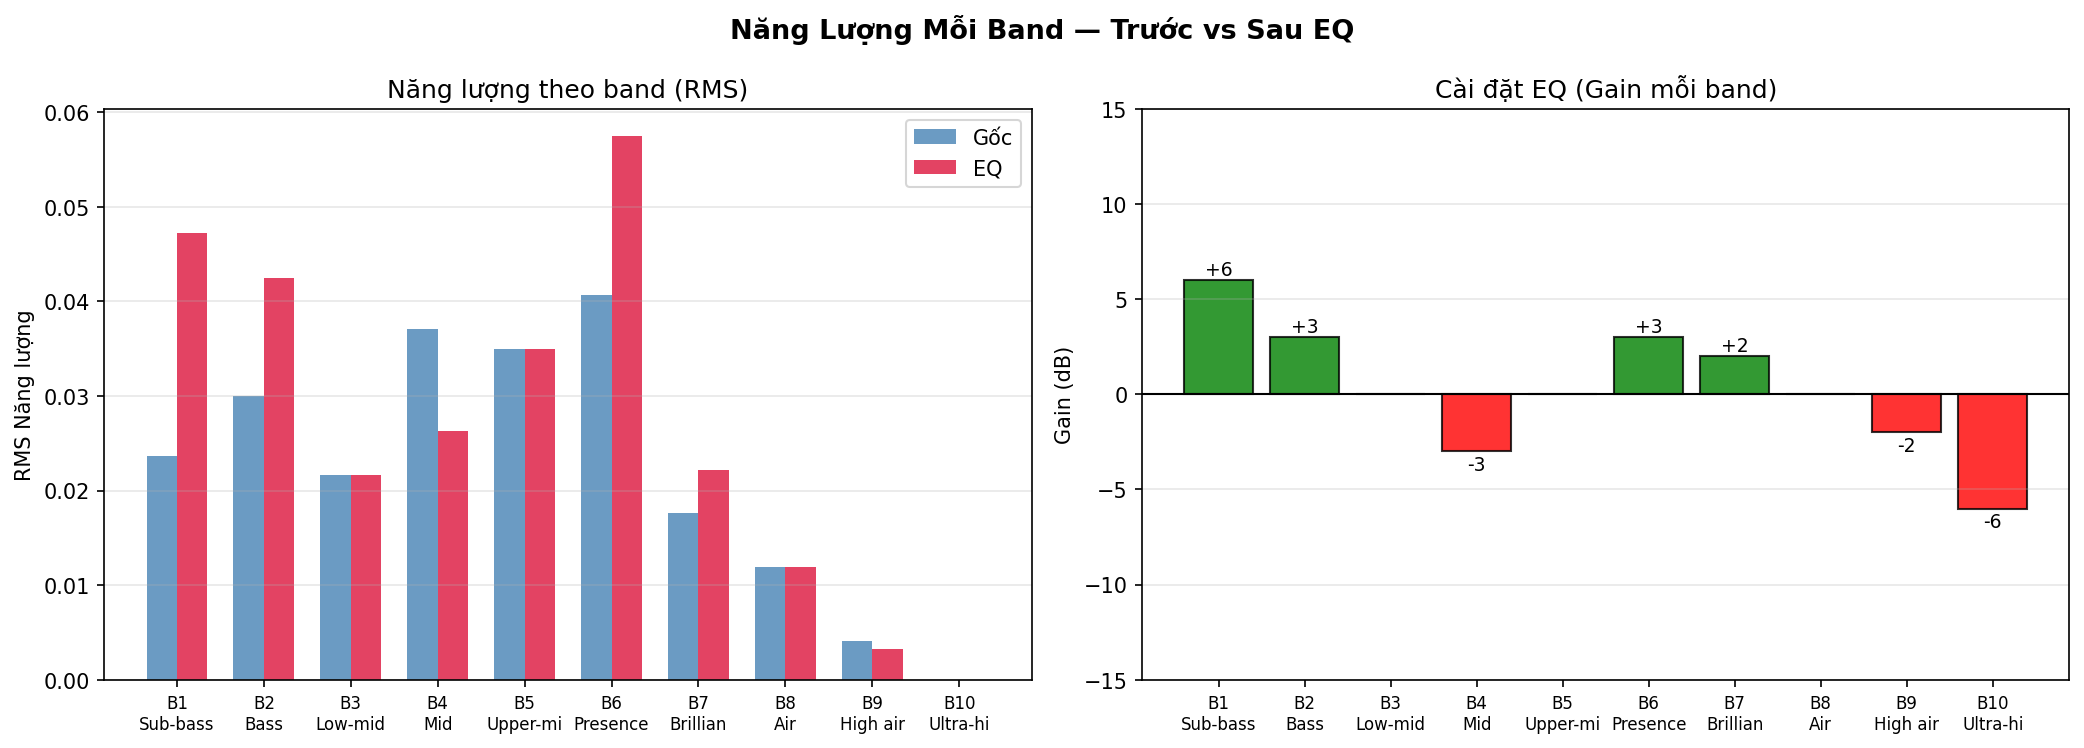 Năng Lượng Mỗi Band — Trước vs Sau EQ
Năng lượng theo band (RMS)
RMS Năng lượng
0.06
0.05
0.04
0.03
0.02
0.01
0.00
Gốc
EQ
B1 B2 B3 B4 B5 B6 B7 B8 B9 B10
Sub-bass Bass Low-mid Mid Upper-mi Presence Brillian Air High air Ultra-hi
Cài đặt EQ (Gain mỗi band)
Gain (dB)
15
10
5
0
−5
−10
−15
+6
+3
-3
+3
+2
-2
-6
B1 B2 B3 B4 B5 B6 B7 B8 B9 B10
Sub-bass Bass Low-mid Mid Upper-mi Presence Brillian Air High air Ultra-hi